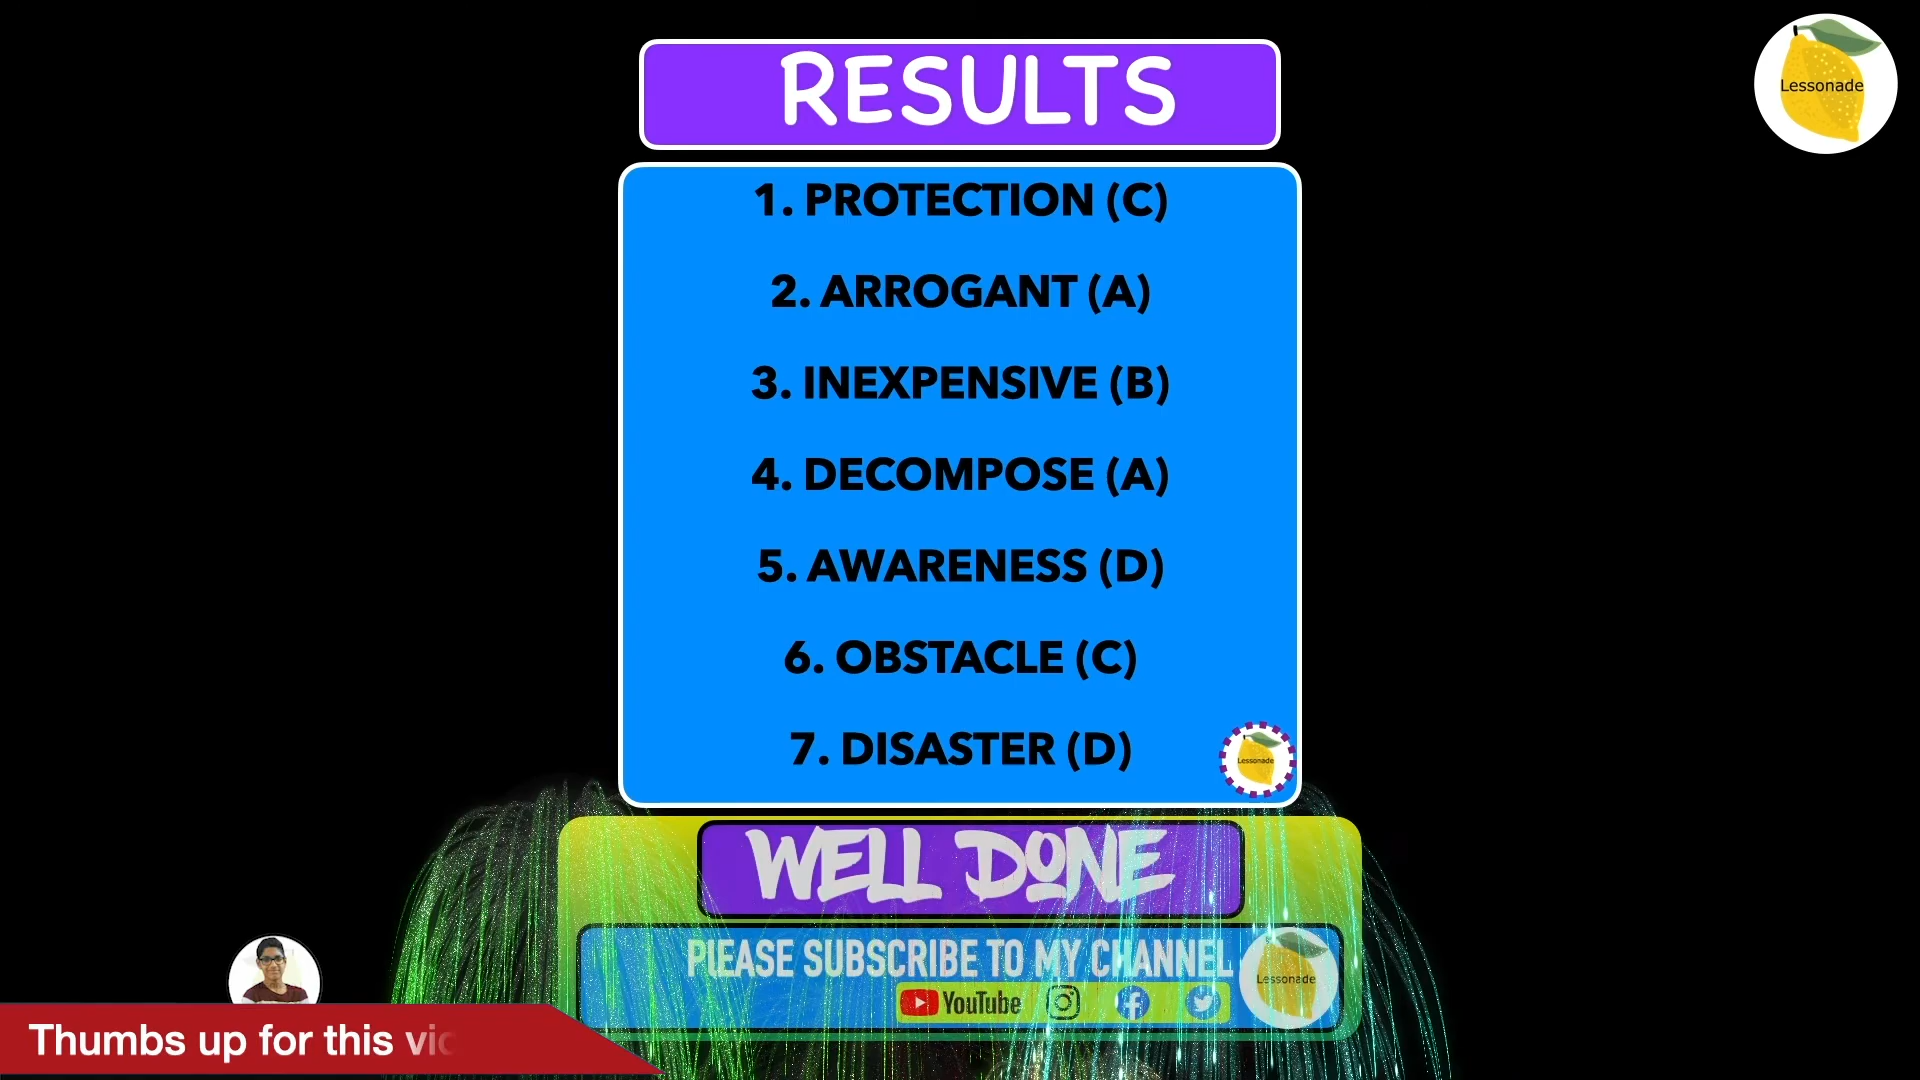 RESULTS
Lessonade
1. PROTECTION (C)
2. ARROGANT (A)
3. INEXPENSIVE (B)
4. DECOMPOSE (A)
5. AWARENESS (D)
6. OBSTACLE (C)
7. DISASTER (D)
Lessonade
WELL DONE
PLEASE SUBSCRIBE TO MY CHANNEL
YouTube
Lessonade
Thumbs up for this vic